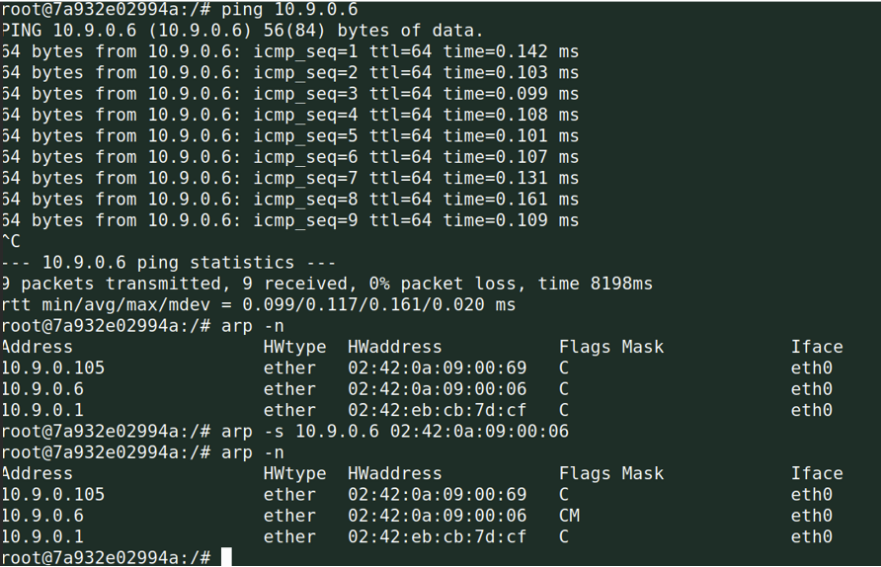 root@7a932e02994a:/# ping 10.9.0.6
PING 10.9.0.6 (10.9.0.6) 56(84) bytes of data.
64 bytes from 10.9.0.6: icmp_seq=1 ttl=64 time=0.142 ms
64 bytes from 10.9.0.6: icmp_seq=2 ttl=64 time=0.103 ms
64 bytes from 10.9.0.6: icmp_seq=3 ttl=64 time=0.099 ms
64 bytes from 10.9.0.6: icmp_seq=4 ttl=64 time=0.108 ms
64 bytes from 10.9.0.6: icmp_seq=5 ttl=64 time=0.101 ms
64 bytes from 10.9.0.6: icmp_seq=6 ttl=64 time=0.107 ms
64 bytes from 10.9.0.6: icmp_seq=7 ttl=64 time=0.131 ms
64 bytes from 10.9.0.6: icmp_seq=8 ttl=64 time=0.161 ms
64 bytes from 10.9.0.6: icmp_seq=9 ttl=64 time=0.109 ms
^C
--- 10.9.0.6 ping statistics ---
9 packets transmitted, 9 received, 0% packet loss, time 8198ms
rtt min/avg/max/mdev = 0.099/0.117/0.161/0.020 ms
root@7a932e02994a:/# arp -n
Address HWtype HWaddress Flags Mask Iface
10.9.0.105 ether 02:42:0a:09:00:69 C eth0
10.9.0.6 ether 02:42:0a:09:00:06 C eth0
10.9.0.1 ether 02:42:eb:cb:7d:cf C eth0
root@7a932e02994a:/# arp -s 10.9.0.6 02:42:0a:09:00:06
root@7a932e02994a:/# arp -n
Address HWtype HWaddress Flags Mask Iface
10.9.0.105 ether 02:42:0a:09:00:69 C eth0
10.9.0.6 ether 02:42:0a:09:00:06 CM eth0
10.9.0.1 ether 02:42:eb:cb:7d:cf C eth0
root@7a932e02994a:/#